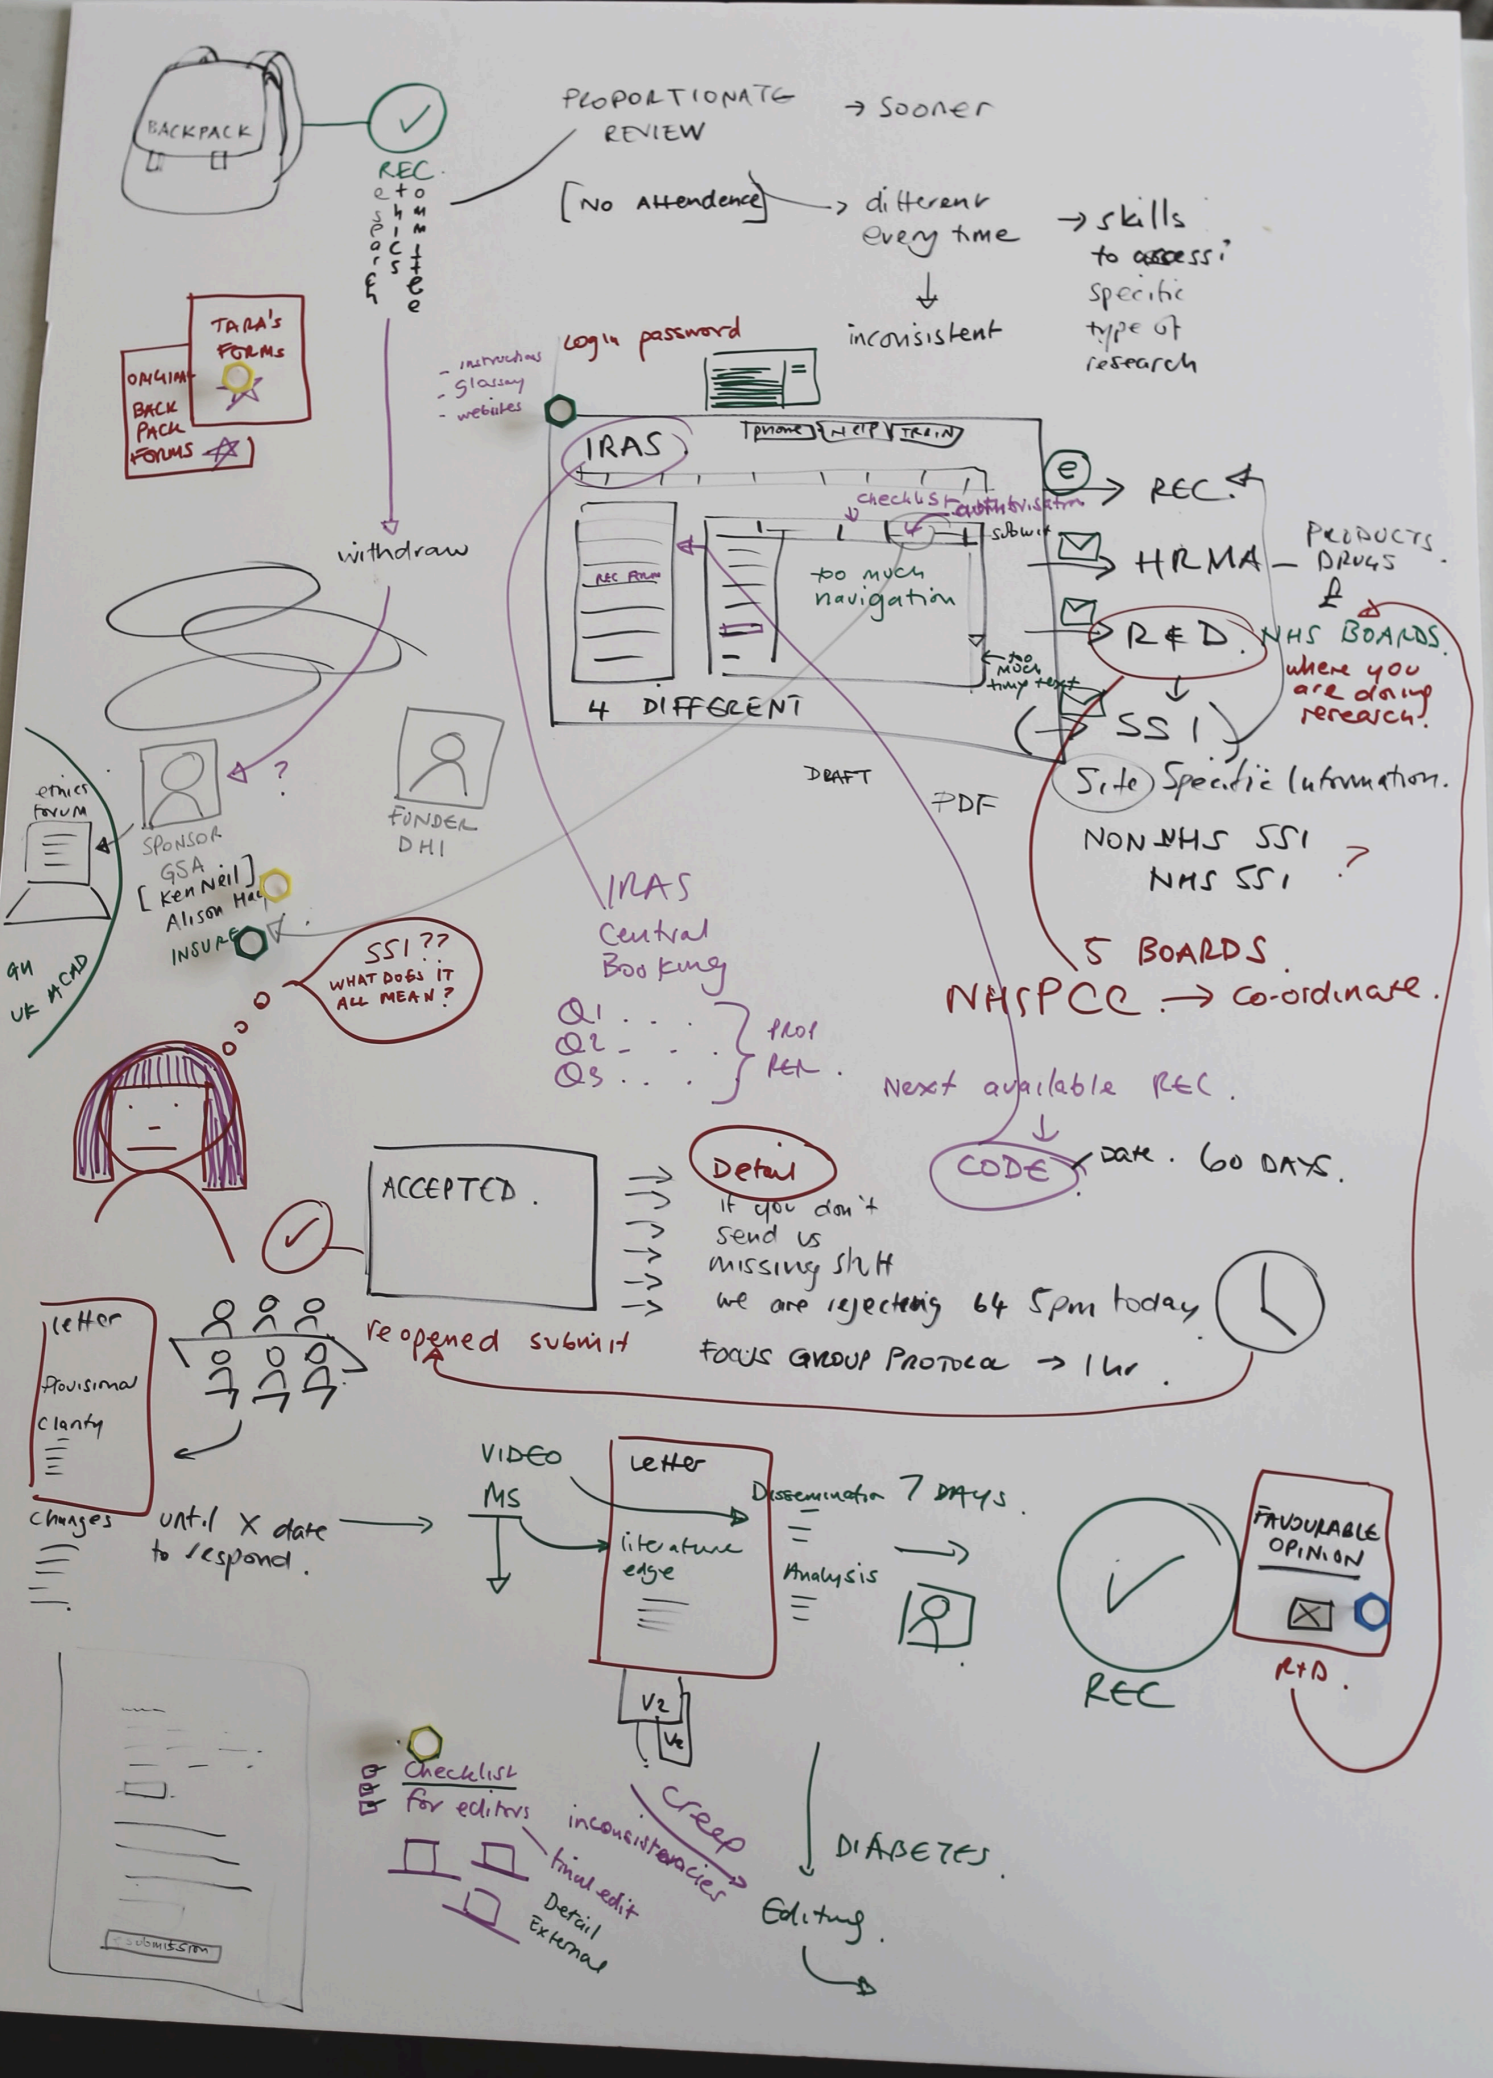 BACKPACK
REC.
research
ethics
committee
PROPORTIONATE
REVIEW
→ sooner
[No Attendence]
→ different
every time
inconsistent
→ skills
to
specific
type of
research
TARA'S
FORMS
ORIGINAL
BACK
PACK
FORMS
Login password
- instructions
- glossay
- websites
IRAS
phone
HELP
TRAIN
checklist
authorisation
submit
REC FORM
too much
navigation
← too
much
tiny text
4 DIFFERENT
DRAFT
PDF
e
REC.
HRMA — PRODUCTS
DRUGS
£
R & D. NHS BOARDS.
where you
are doing
research.
(→ SSI)
Site Specific Information.
NON NHS SSI
NHS SSI ?
5 BOARDS.
NHSPCC → co-ordinate.
withdraw
?
ethics
forum
SPONSOR
GSA
[Ken Neil]
Alison
INSURE
FUNDER
DHI
UK ACAD
SSI??
WHAT DOES IT
ALL MEAN?
IRAS
Central
Booking
Q1 . . .
Q2 - . .
Q3 . . .
PROP
REV.
Next available REC.
CODE
Date. 60 DAYS.
ACCEPTED.
Detail
if you don't
send us
missing stuff
we are rejecting 64 5pm today
FOCUS GROUP PROTOCOL → 1hr.
reopened submit
Letter
Provisional
Clarity
Changes
until X date
to respond.
VIDEO
MS
Letter
literature
edge
Dissemination 7 DAYS.
Analysis
V2
V2
REC
FAVOURABLE
OPINION
R+D.
Checklist
for editors
inconsistencies
creep
final edit
Detail
External
DIABETES.
Editing.
submission